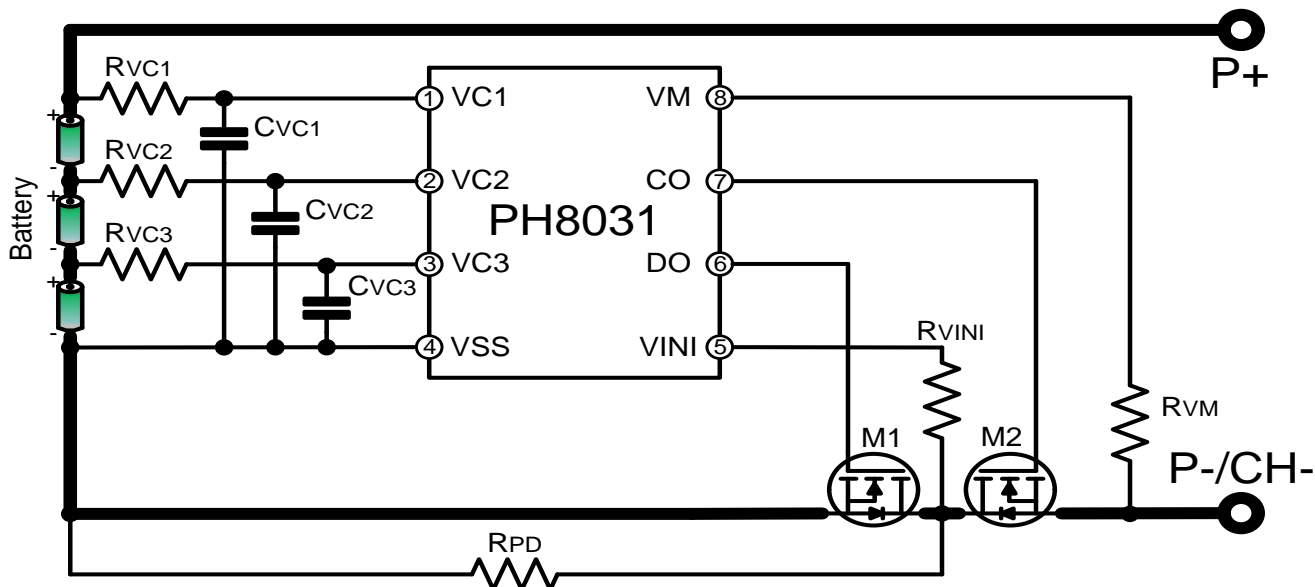 P+
RVC1
1 VC1
VM 8
CVC1
RVC2
2 VC2
CO 7
CVC2
PH8031
Battery
RVC3
3 VC3
DO 6
CVC3
4 VSS
VINI 5
RVINI
RVM
M1
M2
P-/CH-
RPD
+
-
+
-
+
-